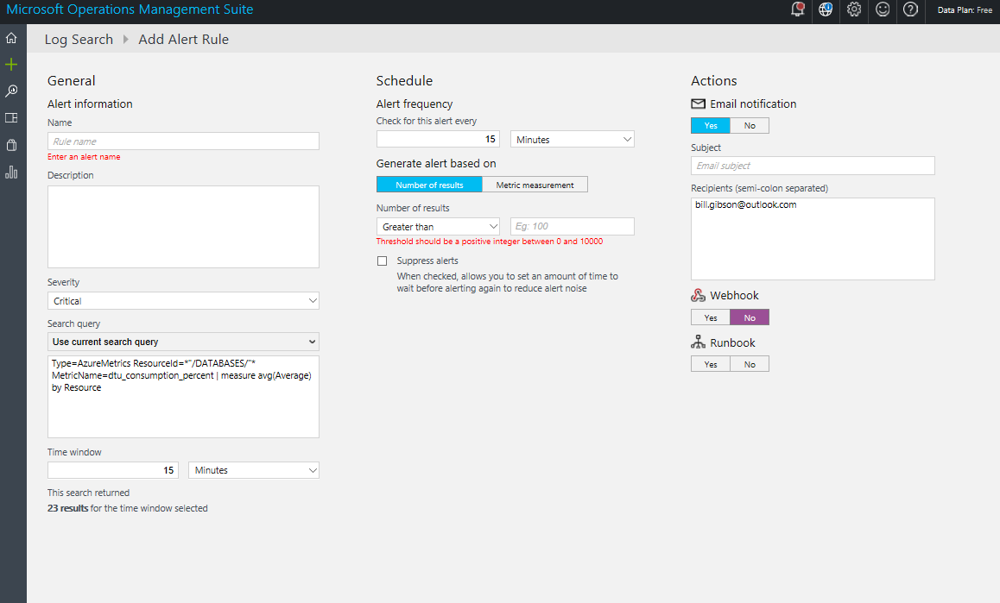 Microsoft Operations Management Suite
Data Plan: Free
Log Search
Add Alert Rule
General
Alert information
Name
Rule name
Enter an alert name
Description
Severity
Critical
Search query
Use current search query
Type=AzureMetrics ResourceId=*"/DATABASES/"*
MetricName=dtu_consumption_percent | measure avg(Average)
by Resource
Time window
15
Minutes
This search returned
23 results for the time window selected
Schedule
Alert frequency
Check for this alert every
15
Minutes
Generate alert based on
Number of results
Metric measurement
Number of results
Greater than
Eg: 100
Threshold should be a positive integer between 0 and 10000
Suppress alerts
When checked, allows you to set an amount of time to
wait before alerting again to reduce alert noise
Actions
Email notification
Yes
No
Subject
Email subject
Recipients (semi-colon separated)
bill.gibson@outlook.com
Webhook
Yes
No
Runbook
Yes
No